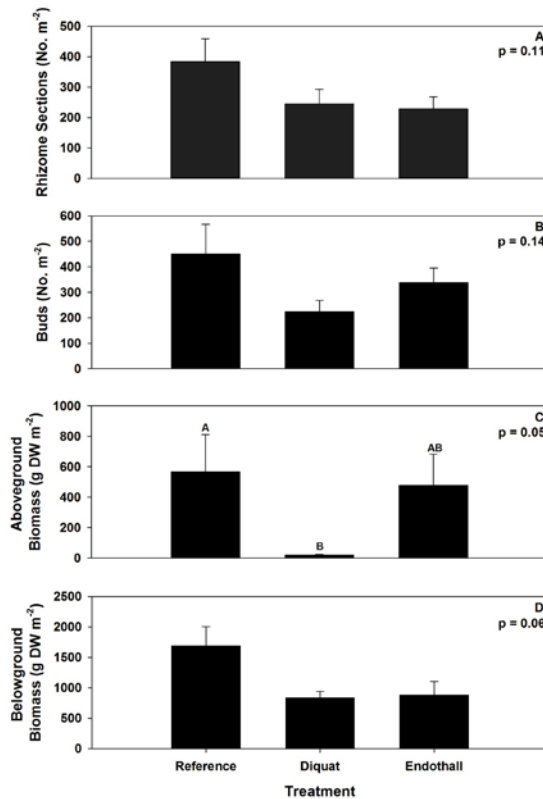 500
400
300
200
100
0
Rhizome Sections (No. m⁻²)
A
p = 0.11
600
500
400
300
200
100
0
Buds (No. m⁻²)
B
p = 0.14
1000
800
600
400
200
0
Aboveground
Biomass (g DW m⁻²)
A
B
AB
C
p = 0.05
2500
2000
1500
1000
500
0
Belowground
Biomass (g DW m⁻²)
D
p = 0.06
Reference Diquat Endothall
Treatment